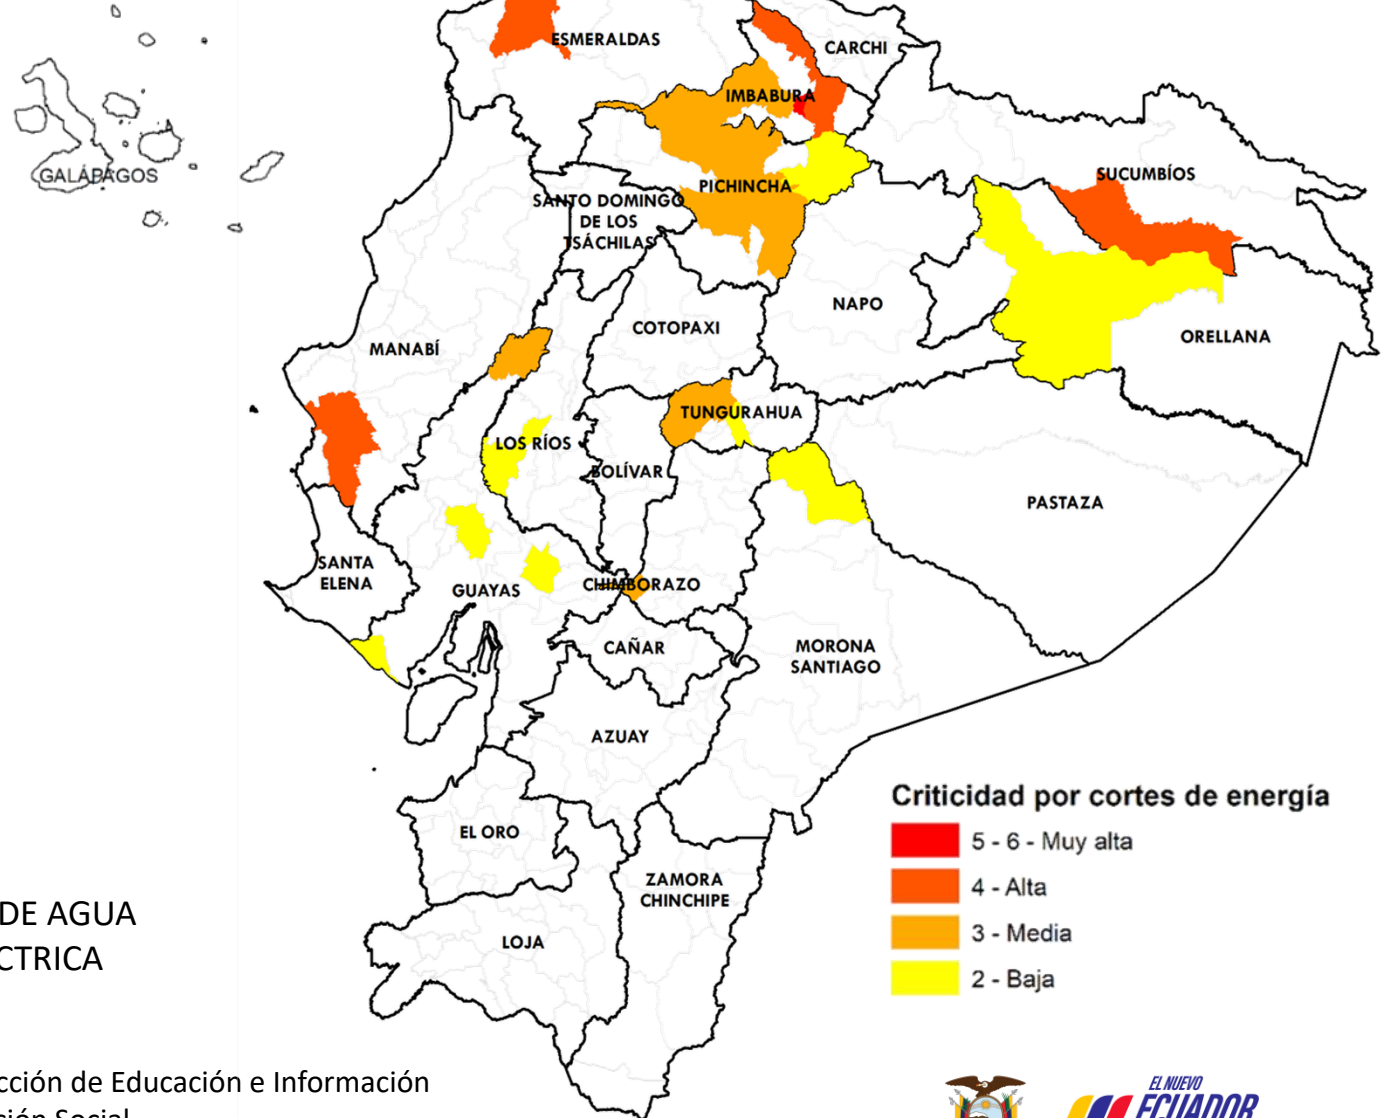 ESMERALDAS
CARCHI
IMBABURA
GALÁPAGOS
SUCUMBÍOS
PICHINCHA
SANTO DOMINGO
DE LOS
TSÁCHILAS
NAPO
COTOPAXI
ORELLANA
MANABÍ
TUNGURAHUA
LOS RÍOS
BOLÍVAR
PASTAZA
SANTA
ELENA
GUAYAS
CHIMBORAZO
CAÑAR
MORONA
SANTIAGO
AZUAY
EL ORO
ZAMORA
CHINCHIPE
LOJA
Criticidad por cortes de energía
5 - 6 - Muy alta
4 - Alta
3 - Media
2 - Baja
DE AGUA
CTRICA
cción de Educación e Información
ción Social
EL NUEVO
ECUADOR